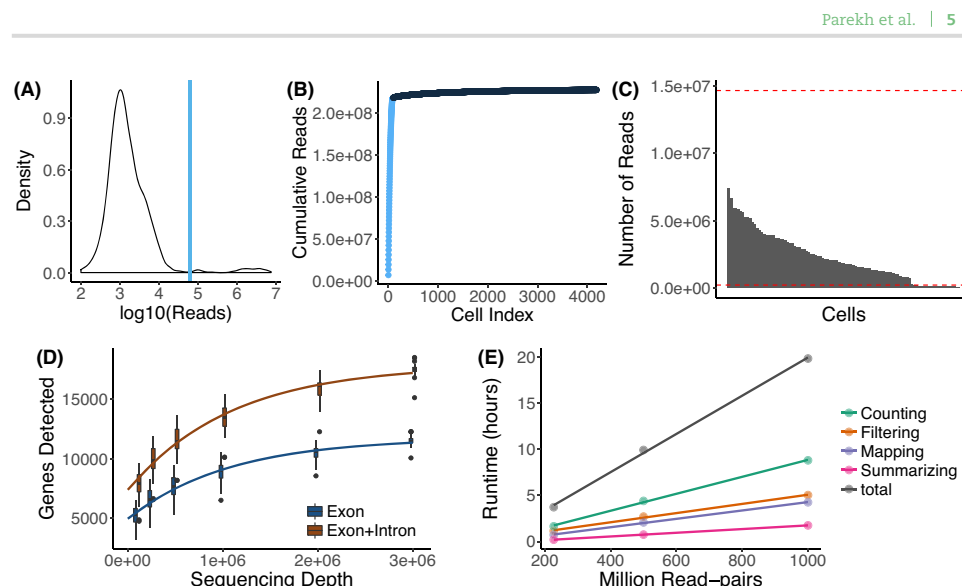 Parekh et al. | 5
(A)
Density
0.9
0.6
0.3
0.0
2 3 4 5 6 7
log10(Reads)
(B)
Cumulative Reads
2.0e+08
1.5e+08
1.0e+08
5.0e+07
0.0e+00
0 1000 2000 3000 4000
Cell Index
(C)
Number of Reads
1.5e+07
1.0e+07
5.0e+06
0.0e+00
Cells
(D)
Genes Detected
15000
10000
5000
Exon
Exon+Intron
0e+00 1e+06 2e+06 3e+06
Sequencing Depth
(E)
Runtime (hours)
20
15
10
5
0
200 400 600 800 1000
Million Read−pairs
Counting
Filtering
Mapping
Summarizing
total